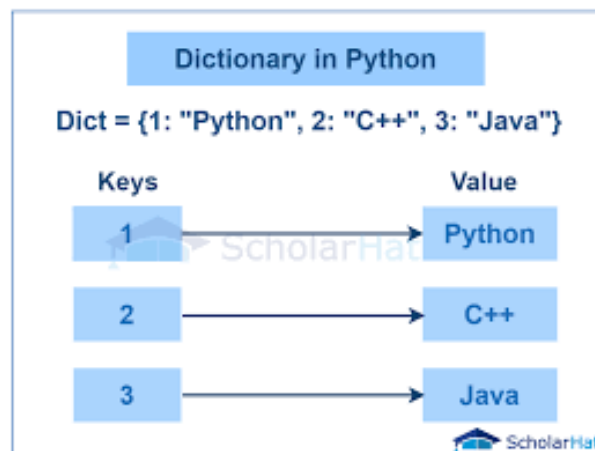 Dictionary in Python
Dict = {1: "Python", 2: "C++", 3: "Java"}
Keys Value
1 Python
ScholarHat
2 C++
3 Java
ScholarHat